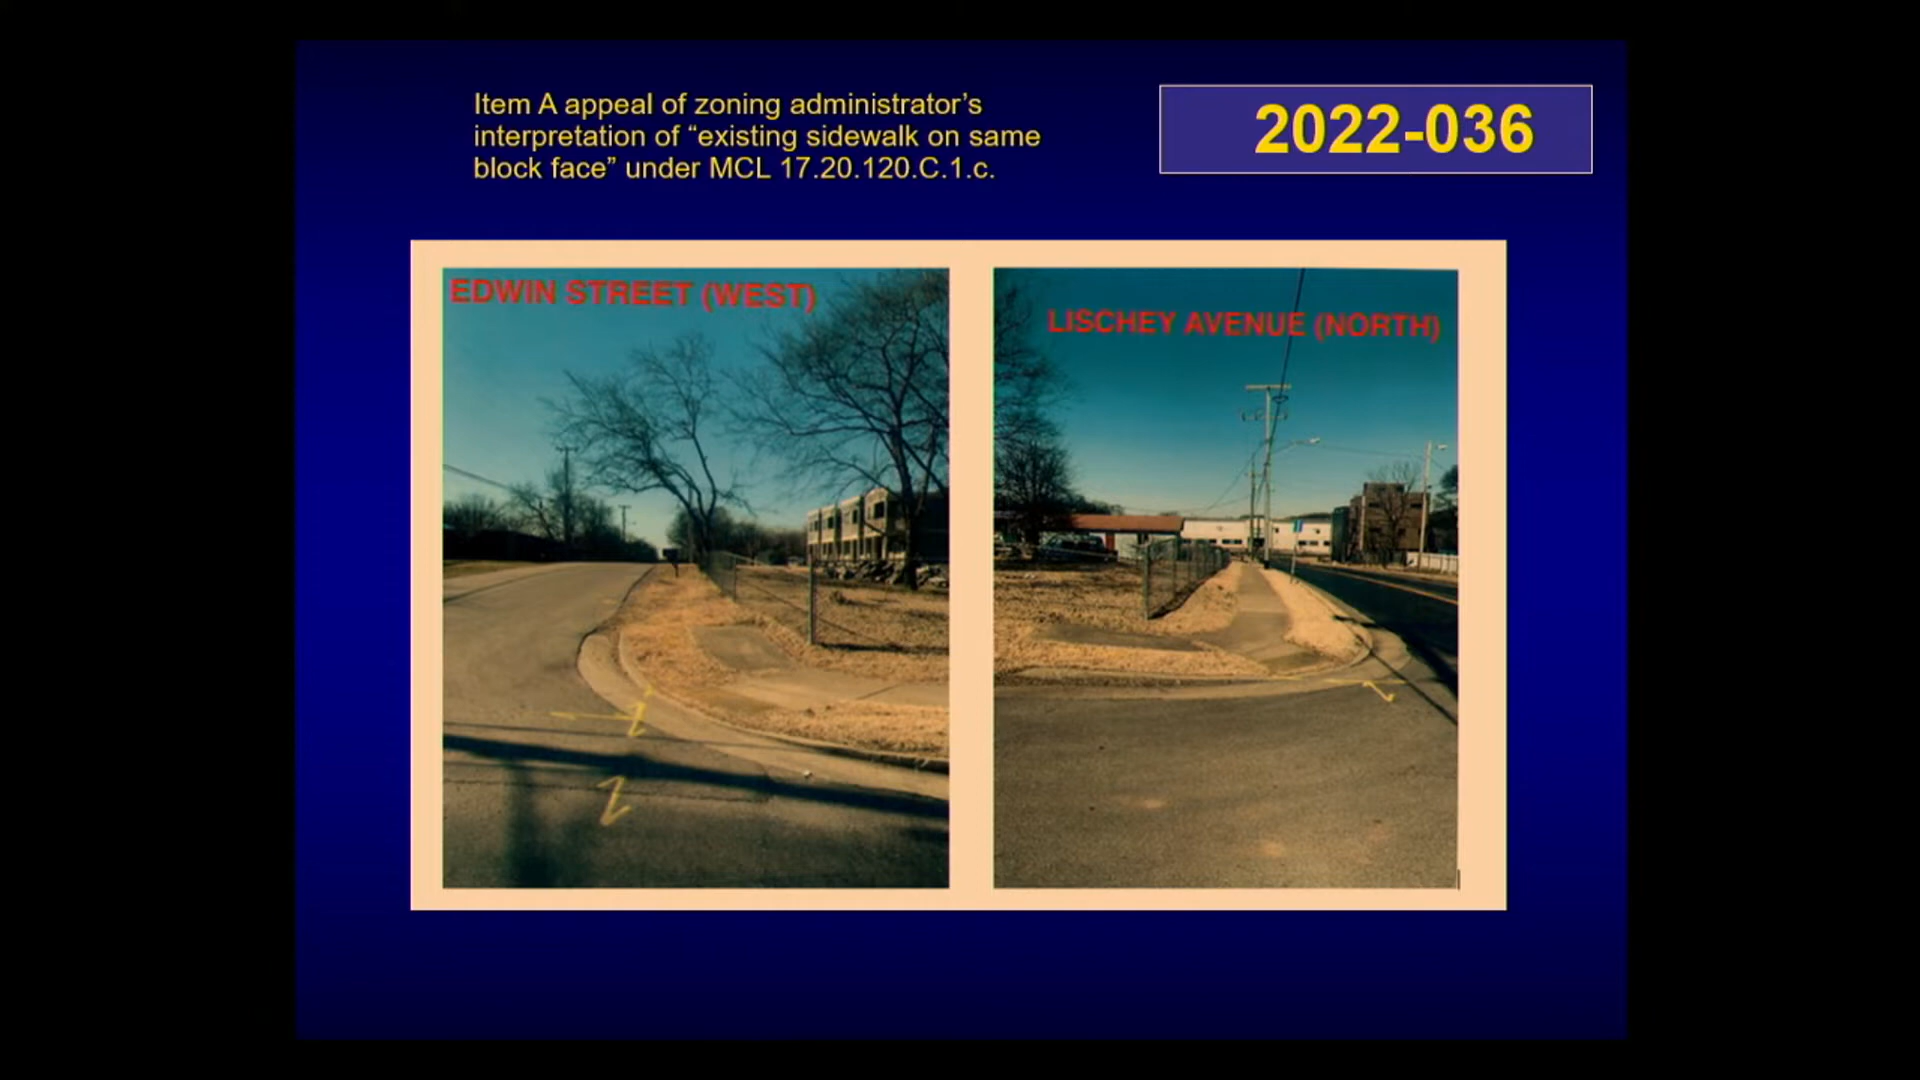 Item A appeal of zoning administrator’s
interpretation of “existing sidewalk on same
block face” under MCL 17.20.120.C.1.c.
2022-036
EDWIN STREET (WEST)
LISCHEY AVENUE (NORTH)